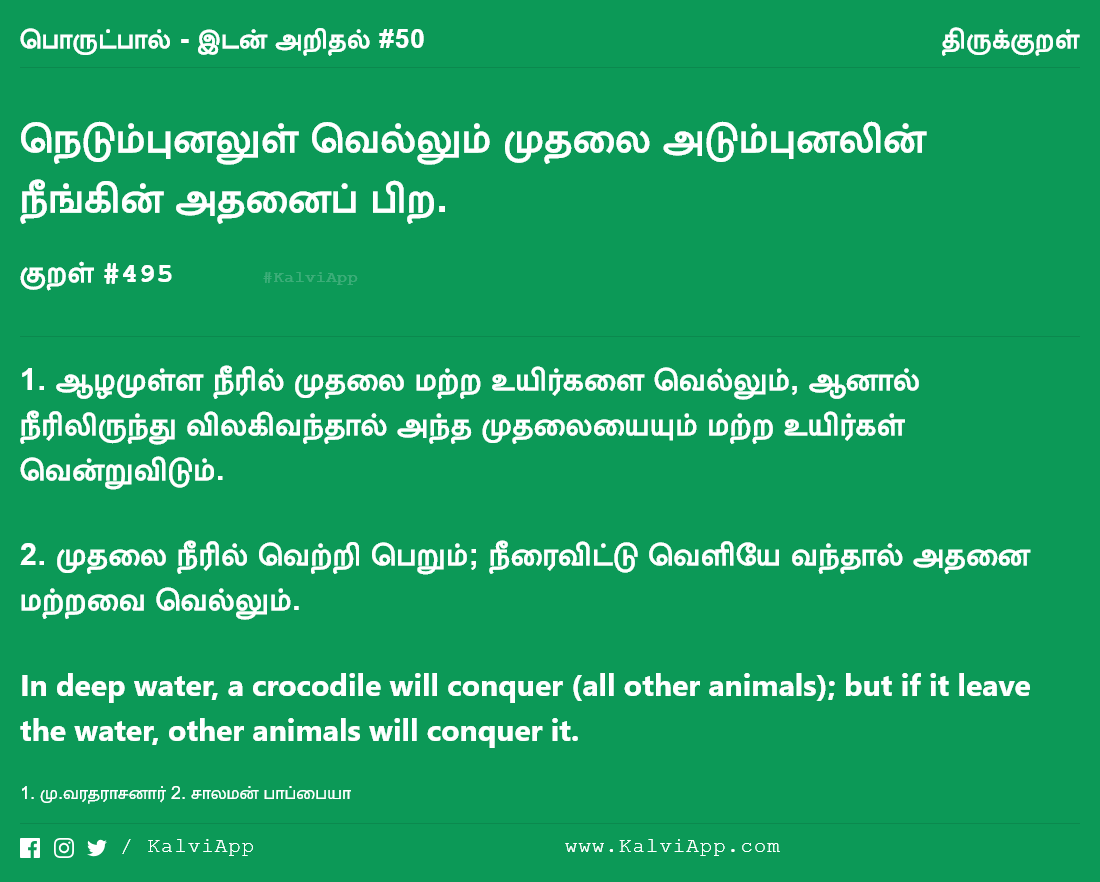 பொருட்பால் - இடன் அறிதல் #50 திருக்குறள்
நெடும்புனலுள் வெல்லும் முதலை அடும்புனலின்
நீங்கின் அதனைப் பிற.
குறள் #495 #KalviApp
1. ஆழமுள்ள நீரில் முதலை மற்ற உயிர்களை வெல்லும், ஆனால்
நீரிலிருந்து விலகிவந்தால் அந்த முதலையையும் மற்ற உயிர்கள்
வென்றுவிடும்.
2. முதலை நீரில் வெற்றி பெறும்; நீரைவிட்டு வெளியே வந்தால் அதனை
மற்றவை வெல்லும்.
In deep water, a crocodile will conquer (all other animals); but if it leave
the water, other animals will conquer it.
1. மு.வரதராசனார் 2. சாலமன் பாப்பையா
/ KalviApp www.KalviApp.com